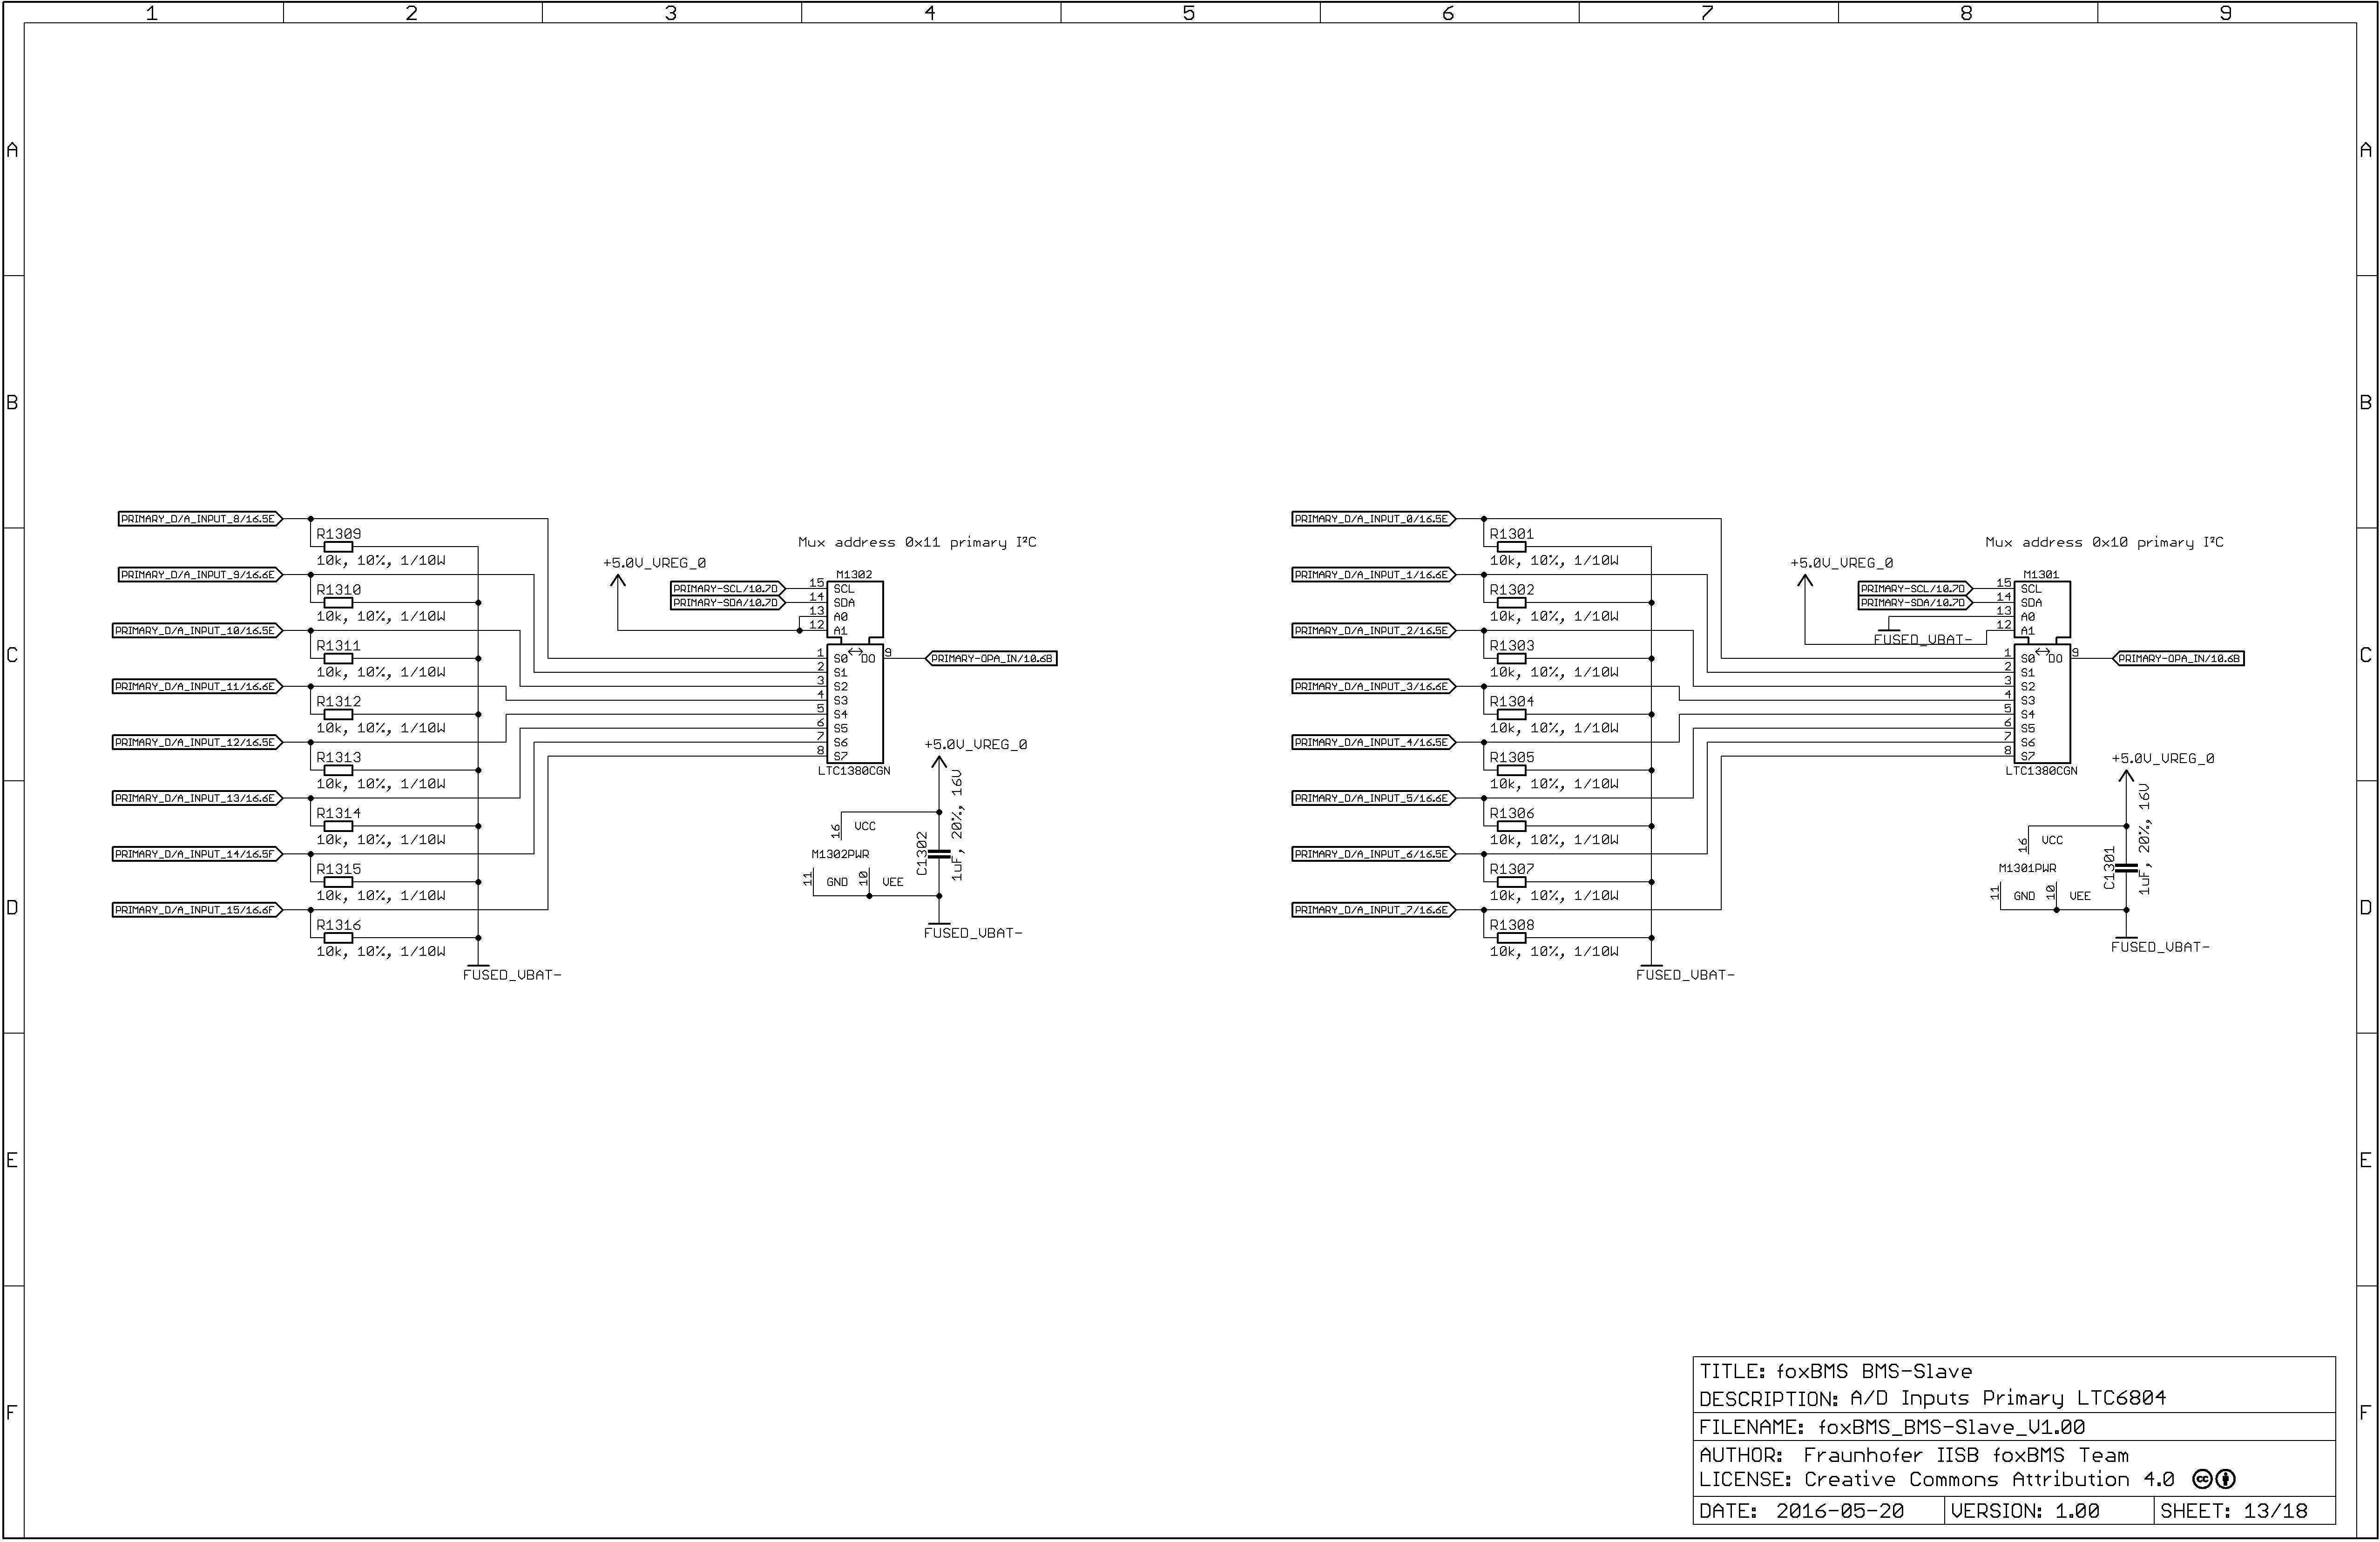 1 2 3 4 5 6 7 8 9
A A
B B
C C
D D
E E
F F
PRIMARY_D/A_INPUT_8/16.5E
R1309
10k, 10%, 1/10W
PRIMARY_D/A_INPUT_9/16.6E
R1310
10k, 10%, 1/10W
PRIMARY_D/A_INPUT_10/16.5E
R1311
10k, 10%, 1/10W
PRIMARY_D/A_INPUT_11/16.6E
R1312
10k, 10%, 1/10W
PRIMARY_D/A_INPUT_12/16.5E
R1313
10k, 10%, 1/10W
PRIMARY_D/A_INPUT_13/16.6E
R1314
10k, 10%, 1/10W
PRIMARY_D/A_INPUT_14/16.5F
R1315
10k, 10%, 1/10W
PRIMARY_D/A_INPUT_15/16.6F
R1316
10k, 10%, 1/10W
FUSED_VBAT-
Mux address 0x11 primary I²C
+5.0V_VREG_0
M1302
PRIMARY-SCL/10.7D 15 SCL
PRIMARY-SDA/10.7D 14 SDA
13 A0
12 A1
1 S0 ↔ DO 9 PRIMARY-OPA_IN/10.6B
2 S1
3 S2
4 S3
5 S4
6 S5
7 S6
8 S7
LTC1380CGN
+5.0V_VREG_0
16 VCC
M1302PWR
11 GND 10 VEE
C1302
1uF, 20%, 16V
FUSED_VBAT-
PRIMARY_D/A_INPUT_0/16.5E
R1301
10k, 10%, 1/10W
PRIMARY_D/A_INPUT_1/16.6E
R1302
10k, 10%, 1/10W
PRIMARY_D/A_INPUT_2/16.5E
R1303
10k, 10%, 1/10W
PRIMARY_D/A_INPUT_3/16.6E
R1304
10k, 10%, 1/10W
PRIMARY_D/A_INPUT_4/16.5E
R1305
10k, 10%, 1/10W
PRIMARY_D/A_INPUT_5/16.6E
R1306
10k, 10%, 1/10W
PRIMARY_D/A_INPUT_6/16.5E
R1307
10k, 10%, 1/10W
PRIMARY_D/A_INPUT_7/16.6E
R1308
10k, 10%, 1/10W
FUSED_VBAT-
Mux address 0x10 primary I²C
+5.0V_VREG_0
M1301
PRIMARY-SCL/10.7D 15 SCL
PRIMARY-SDA/10.7D 14 SDA
13 A0
FUSED_VBAT- 12 A1
1 S0 ↔ DO 9 PRIMARY-OPA_IN/10.6B
2 S1
3 S2
4 S3
5 S4
6 S5
7 S6
8 S7
LTC1380CGN
+5.0V_VREG_0
16 VCC
M1301PWR
11 GND 10 VEE
C1301
1uF, 20%, 16V
FUSED_VBAT-
TITLE: foxBMS BMS-Slave
DESCRIPTION: A/D Inputs Primary LTC6804
FILENAME: foxBMS_BMS-Slave_V1.00
AUTHOR: Fraunhofer IISB foxBMS Team
LICENSE: Creative Commons Attribution 4.0 cc
DATE: 2016-05-20 VERSION: 1.00 SHEET: 13/18